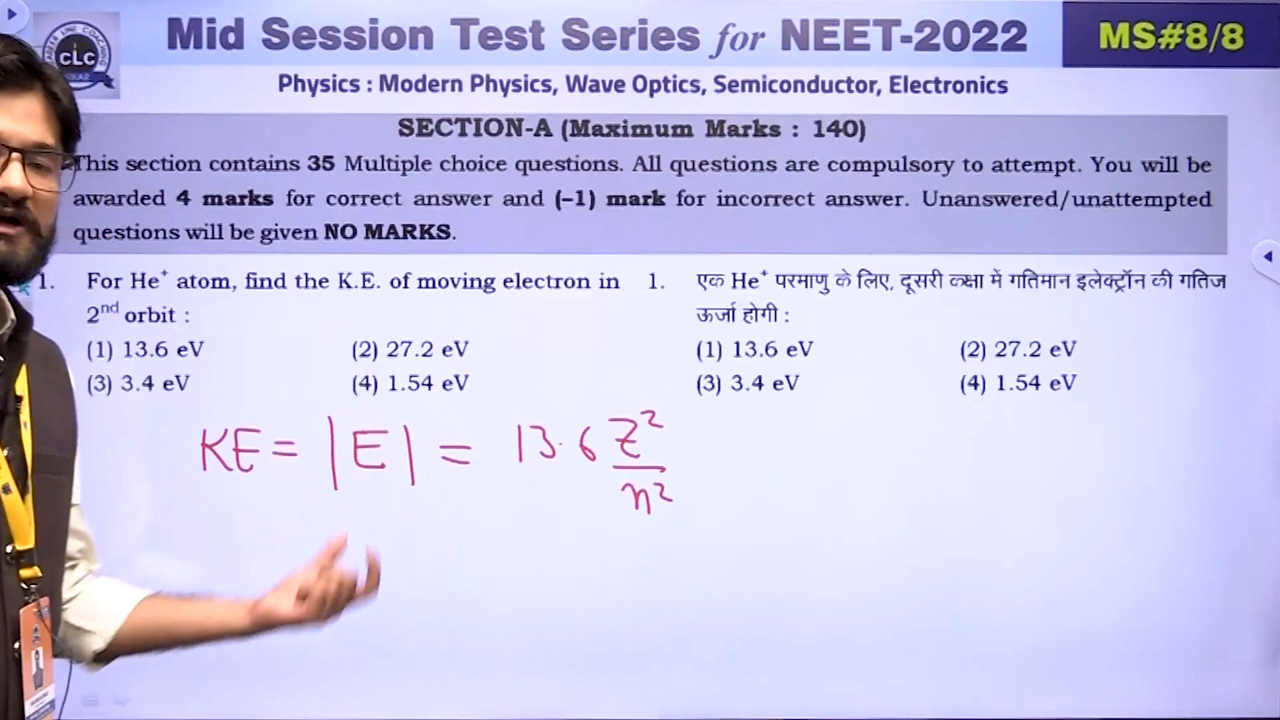 Mid Session Test Series for NEET-2022
MS#8/8
CLC
Physics : Modern Physics, Wave Optics, Semiconductor, Electronics
SECTION-A (Maximum Marks : 140)
This section contains 35 Multiple choice questions. All questions are compulsory to attempt. You will be
awarded 4 marks for correct answer and (–1) mark for incorrect answer. Unanswered/unattempted
questions will be given NO MARKS.
1. For He⁺ atom, find the K.E. of moving electron in
2ⁿᵈ orbit :
(1) 13.6 eV (2) 27.2 eV
(3) 3.4 eV (4) 1.54 eV
1. एक He⁺ परमाणु के लिए, दूसरी कक्षा में गतिमान इलेक्ट्रॉन की गतिज
ऊर्जा होगी :
(1) 13.6 eV (2) 27.2 eV
(3) 3.4 eV (4) 1.54 eV
KE = |E| = 13.6 Z²
n²